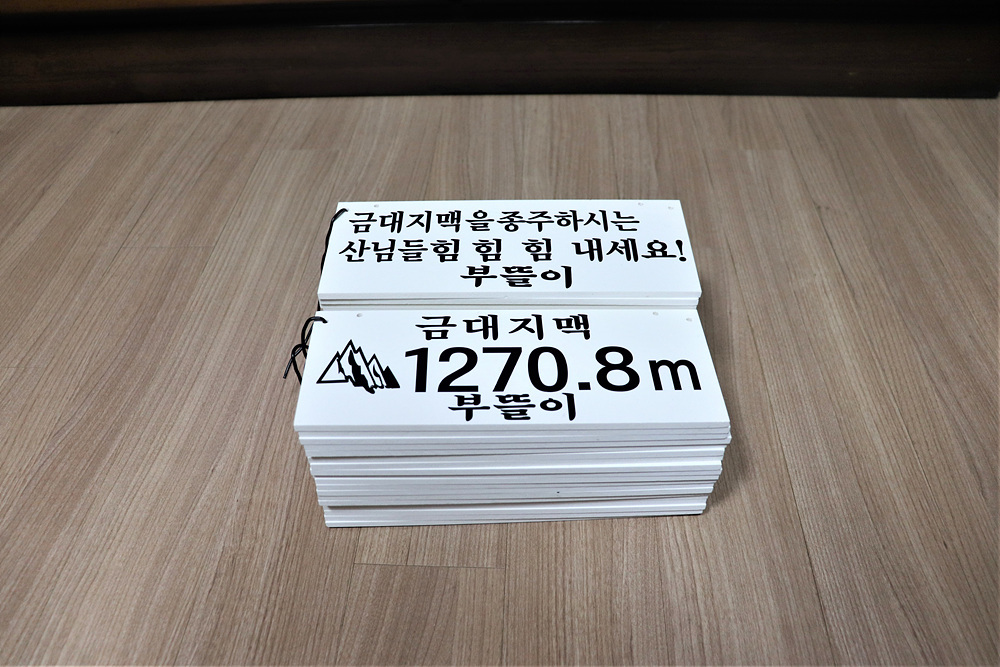 금대지맥을종주하시는
산님들힘 힘 힘 내세요!
부뜰이
금대지맥
1270.8m
부뜰이